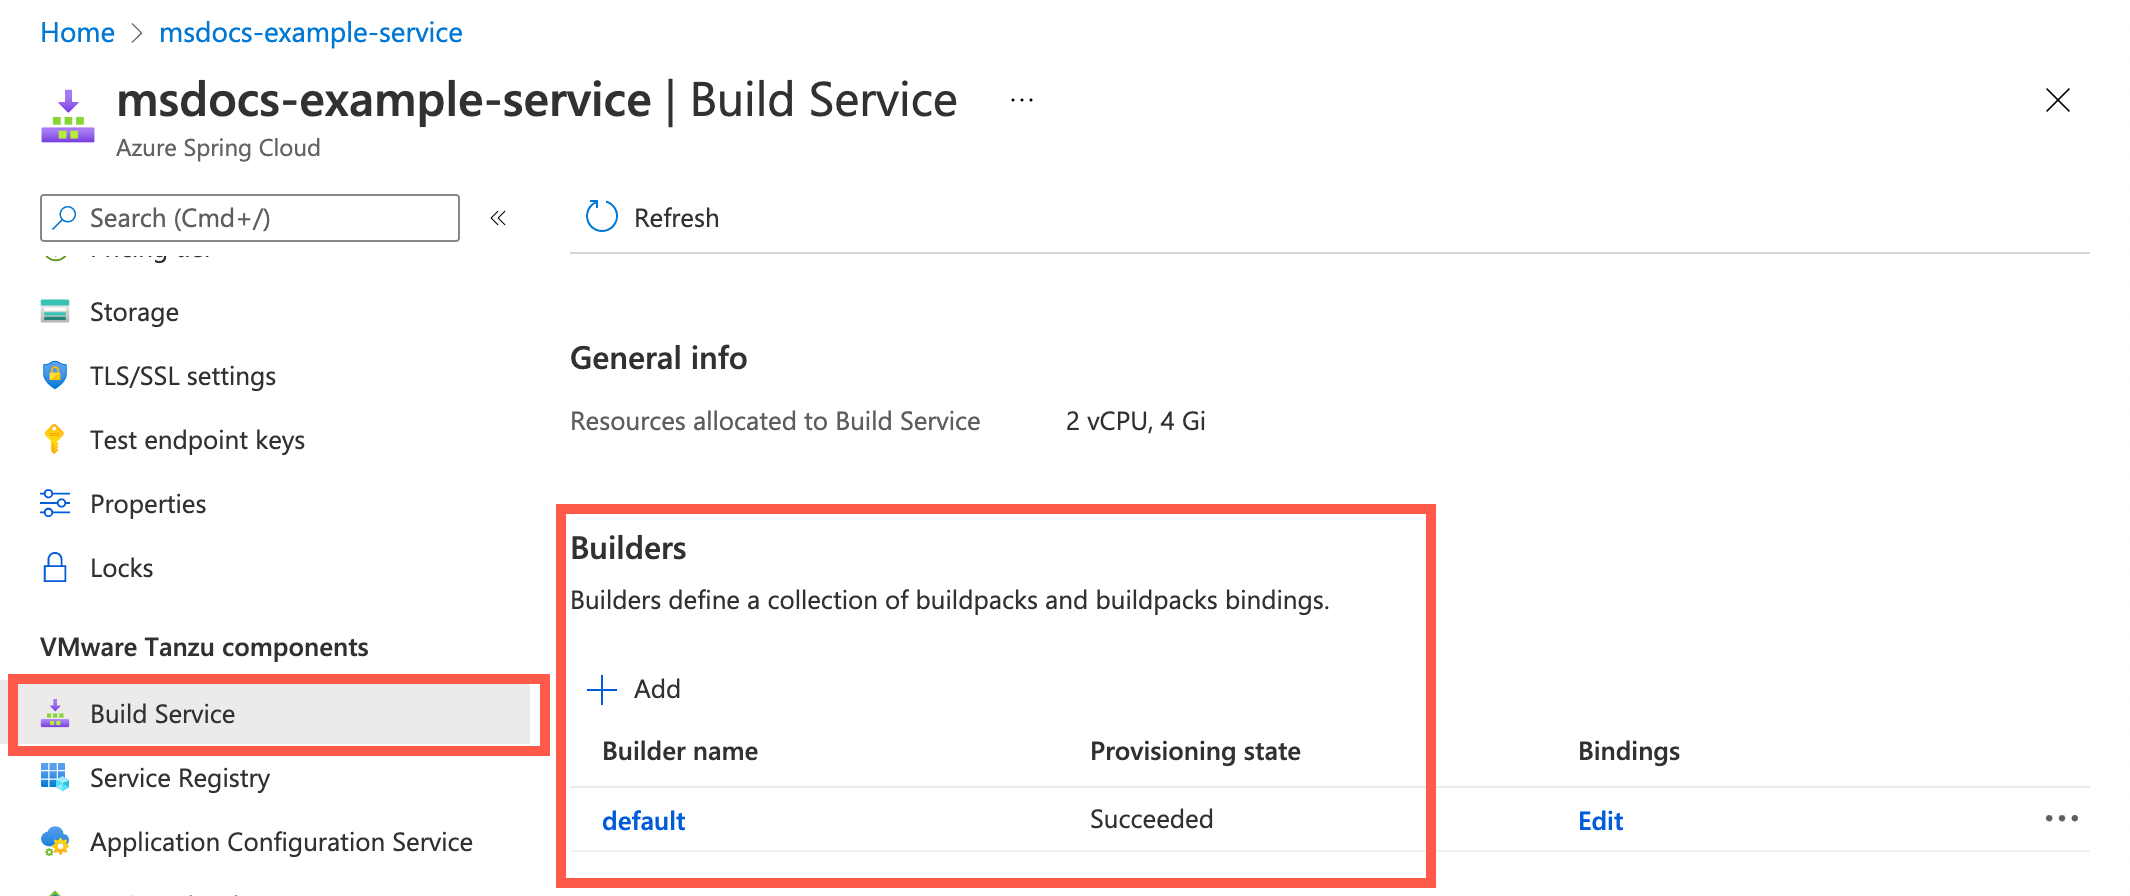 Home > msdocs-example-service
msdocs-example-service | Build Service ...
Azure Spring Cloud
Search (Cmd+/)
«
Refresh
Pricing tier
Storage
TLS/SSL settings
Test endpoint keys
Properties
Locks
VMware Tanzu components
Build Service
Service Registry
Application Configuration Service
General info
Resources allocated to Build Service 2 vCPU, 4 Gi
Builders
Builders define a collection of buildpacks and buildpacks bindings.
Add
Builder name Provisioning state Bindings
default Succeeded Edit ...